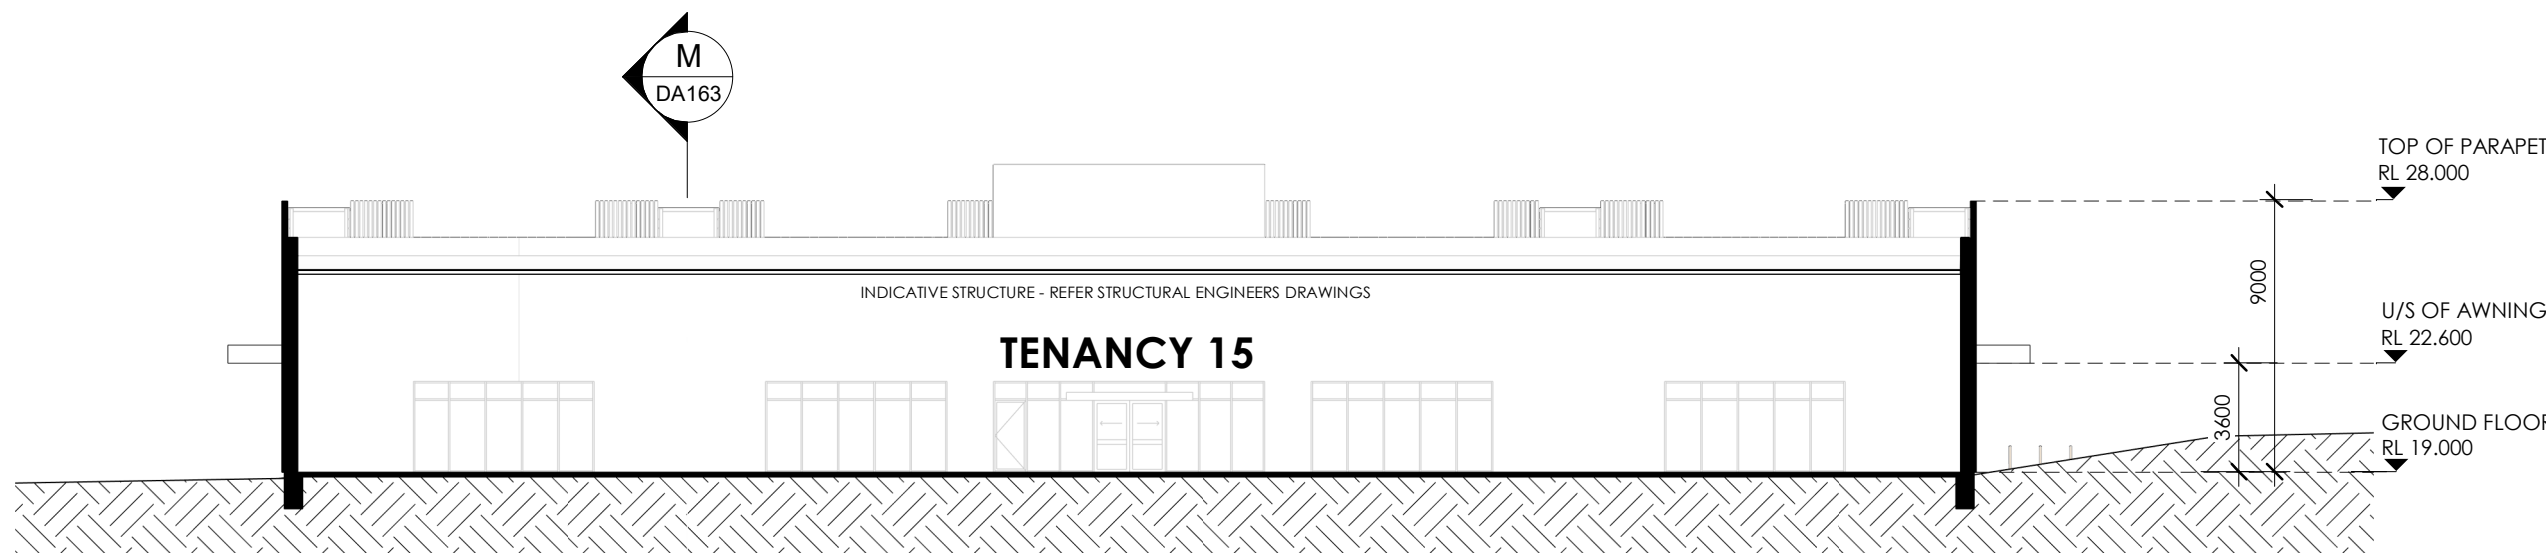 M
DA163
TOP OF PARAPET
RL 28.000
9000
INDICATIVE STRUCTURE - REFER STRUCTURAL ENGINEERS DRAWINGS
U/S OF AWNING
RL 22.600
TENANCY 15
3600
GROUND FLOOR
RL 19.000